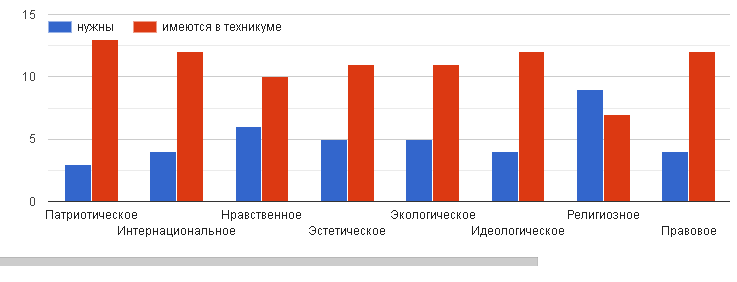 15
нужны
имеются в техникуме
10
5
0
Патриотическое
Нравственное
Экологическое
Религиозное
Интернациональное
Эстетическое
Идеологическое
Правовое